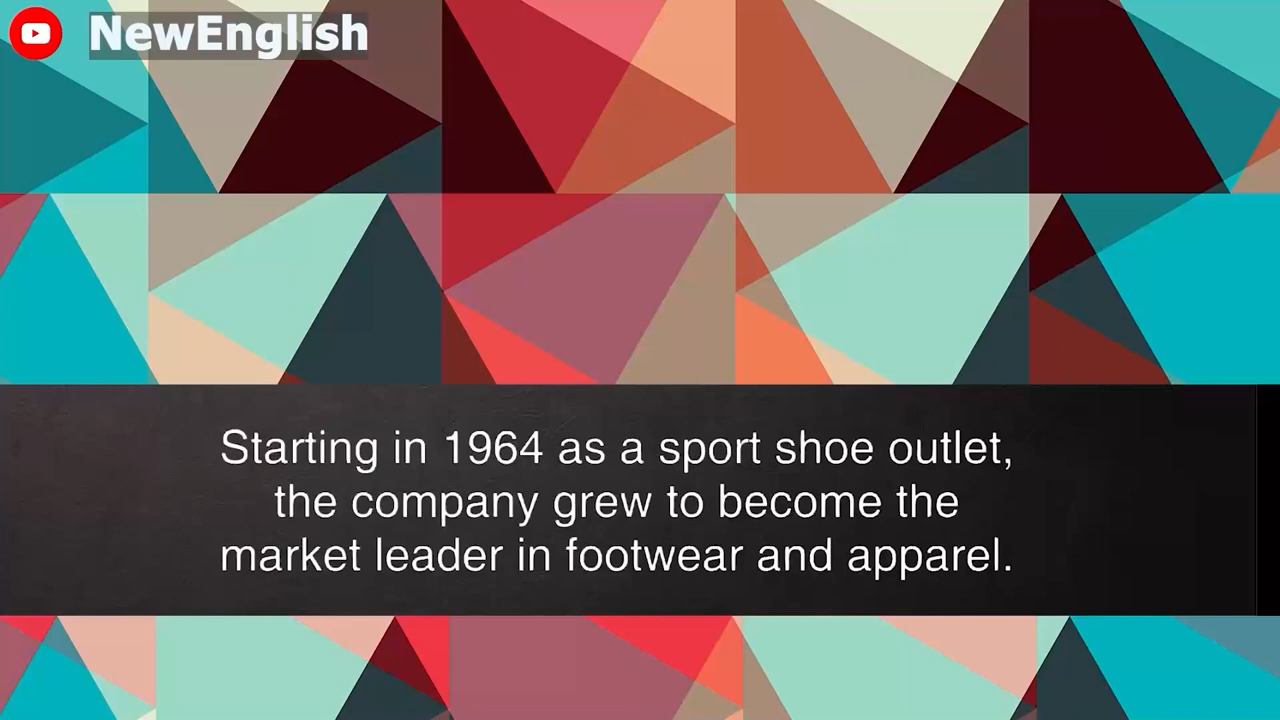 NewEnglish
Starting in 1964 as a sport shoe outlet,
the company grew to become the
market leader in footwear and apparel.